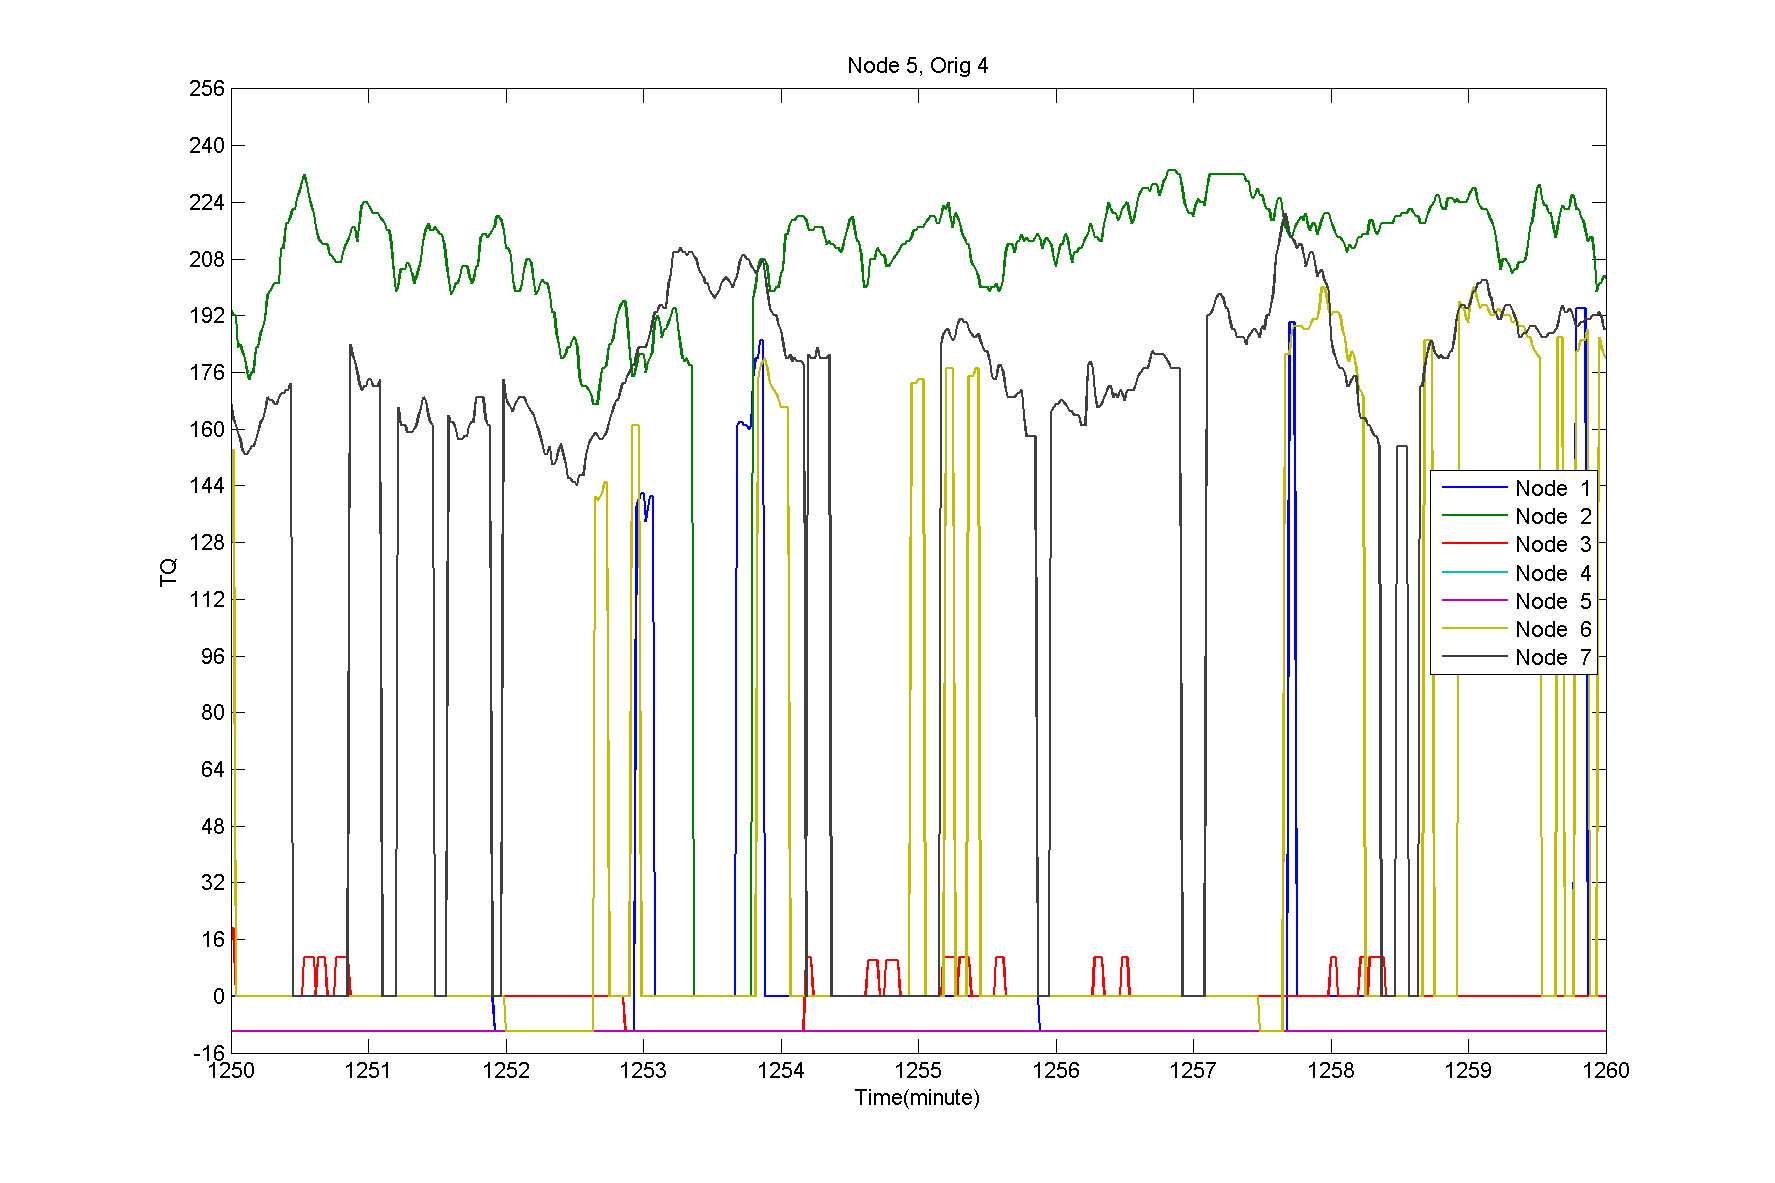 Node 5, Orig 4
256
240
224
208
192
176
160
144
128
112
96
80
64
48
32
16
0
-16
TQ
1250 1251 1252 1253 1254 1255 1256 1257 1258 1259 1260
Time(minute)
Node 1
Node 2
Node 3
Node 4
Node 5
Node 6
Node 7